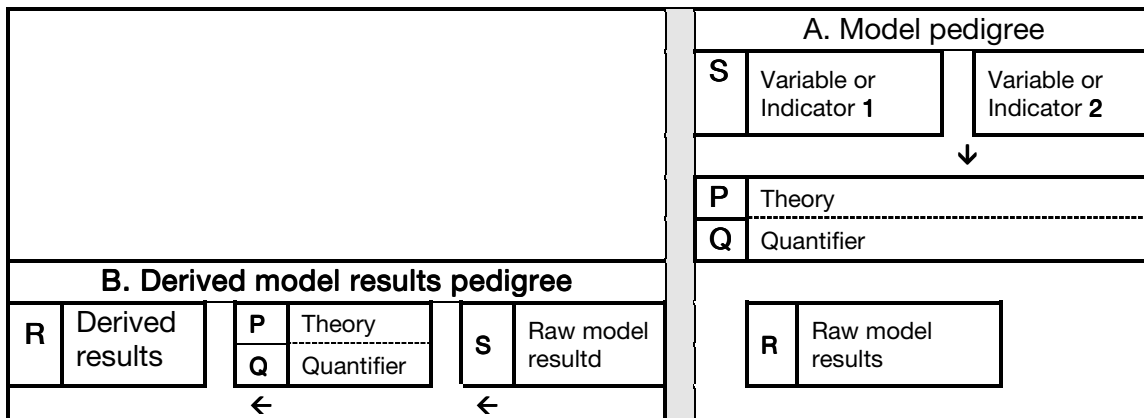 A. Model pedigree
S
Variable or
Indicator 1
Variable or
Indicator 2
↓
P
Theory
Q
Quantifier
B. Derived model results pedigree
R
Derived
results
P
Theory
Q
Quantifier
S
Raw model
resultd
R
Raw model
results
← ←